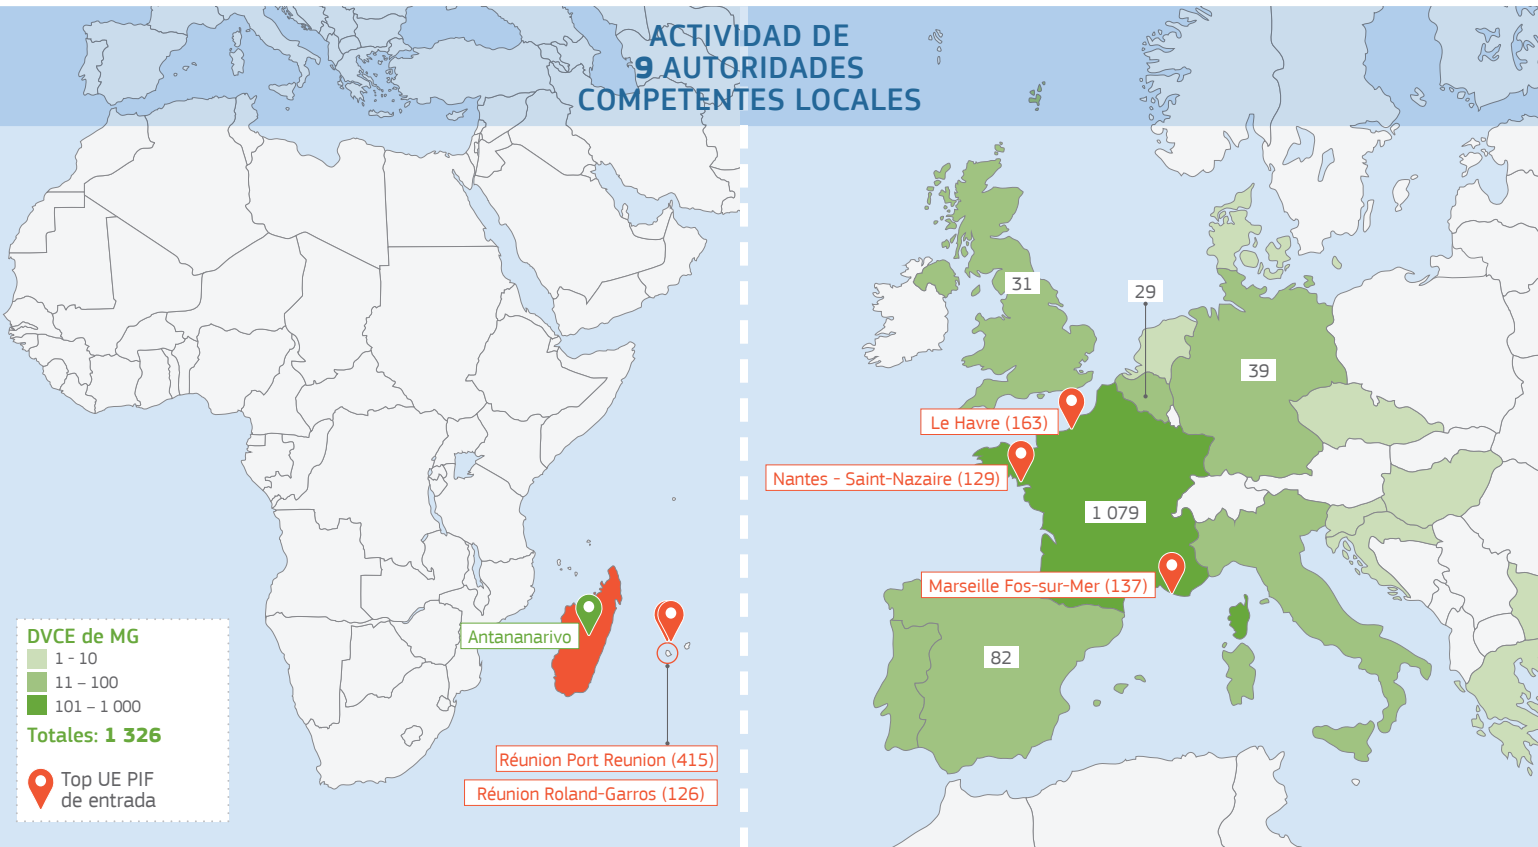 ACTIVIDAD DE
9 AUTORIDADES
COMPETENTES LOCALES
31
29
39
Le Havre (163)
Nantes - Saint-Nazaire (129)
1 079
Marseille Fos-sur-Mer (137)
82
Antananarivo
Réunion Port Reunion (415)
Réunion Roland-Garros (126)
DVCE de MG
1 - 10
11 – 100
101 – 1 000
Totales: 1 326
Top UE PIF
de entrada